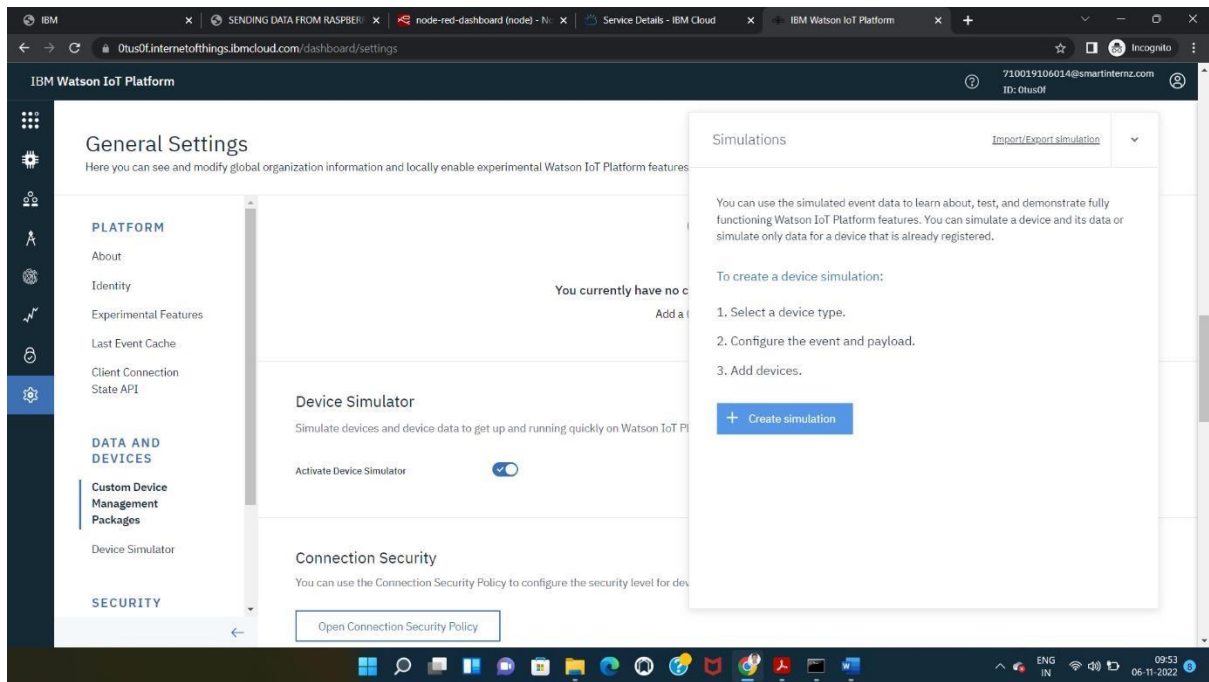 IBM
SENDING DATA FROM RASPBER
node-red-dashboard (node) - No
Service Details - IBM Cloud
IBM Watson IoT Platform
0tus0f.internetofthings.ibmcloud.com/dashboard/settings
Incognito
IBM Watson IoT Platform
710019106014@smartinternz.com
ID: 0tus0f
General Settings
Here you can see and modify global organization information and locally enable experimental Watson IoT Platform features
PLATFORM
About
Identity
Experimental Features
Last Event Cache
Client Connection
State API
DATA AND
DEVICES
Custom Device
Management
Packages
Device Simulator
SECURITY
You currently have no c
Add a
Device Simulator
Simulate devices and device data to get up and running quickly on Watson IoT Pl
Activate Device Simulator
Connection Security
You can use the Connection Security Policy to configure the security level for dev
Open Connection Security Policy
Simulations
Import/Export simulation
You can use the simulated event data to learn about, test, and demonstrate fully
functioning Watson IoT Platform features. You can simulate a device and its data or
simulate only data for a device that is already registered.
To create a device simulation:
1. Select a device type.
2. Configure the event and payload.
3. Add devices.
+ Create simulation
ENG
IN
09:53
06-11-2022